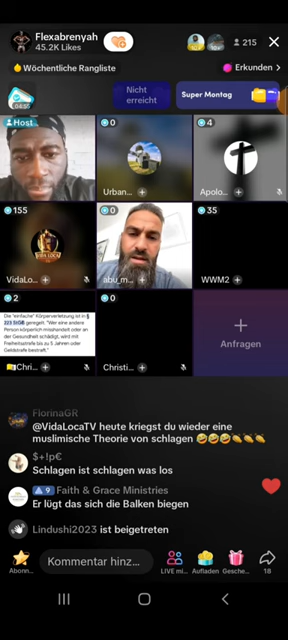 Flexabrenyah
45.2K Likes
215
Wöchentliche Rangliste
Erkunden >
04:55
Nicht
erreicht
Super Montag
Host
0
4
Urban...
Apolo...
155
0
35
VidaLo...
abu_m...
WWM2
2
0
Die "einfache" Körperverletzung ist in §
223 StGB geregelt. "Wer eine andere
Person körperlich misshandelt oder an
der Gesundheit schädigt, wird mit
Freiheitsstrafe bis zu 5 Jahren oder
Geldstrafe bestraft."
Chri...
Christi...
Anfragen
FlorinaGR
@VidaLocaTV heute kriegst du wieder eine
muslimische Theorie von schlagen 🤣🤣🤣👏👏👏
$+!p€
Schlagen ist schlagen was los
9 Faith & Grace Ministries
Er lügt das sich die Balken biegen
Lindushi2023 ist beigetreten
Kommentar hinz...
Abonn...
LIVE mi...
Aufladen
Gesche...
18